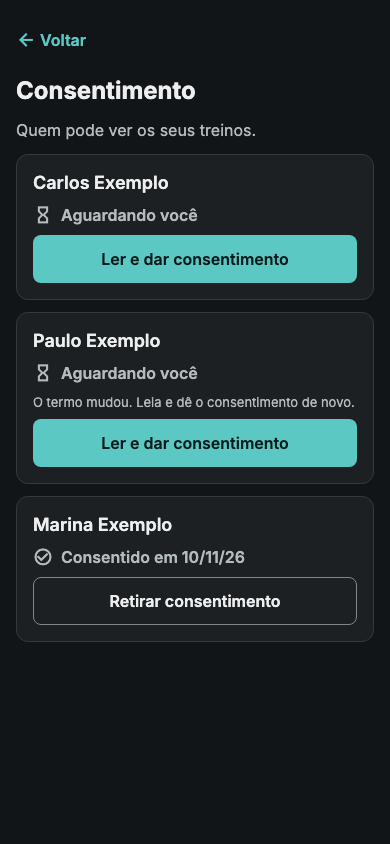 Voltar
Consentimento
Quem pode ver os seus treinos.
Carlos Exemplo
Aguardando você
Ler e dar consentimento
Paulo Exemplo
Aguardando você
O termo mudou. Leia e dê o consentimento de novo.
Ler e dar consentimento
Marina Exemplo
Consentido em 10/11/26
Retirar consentimento